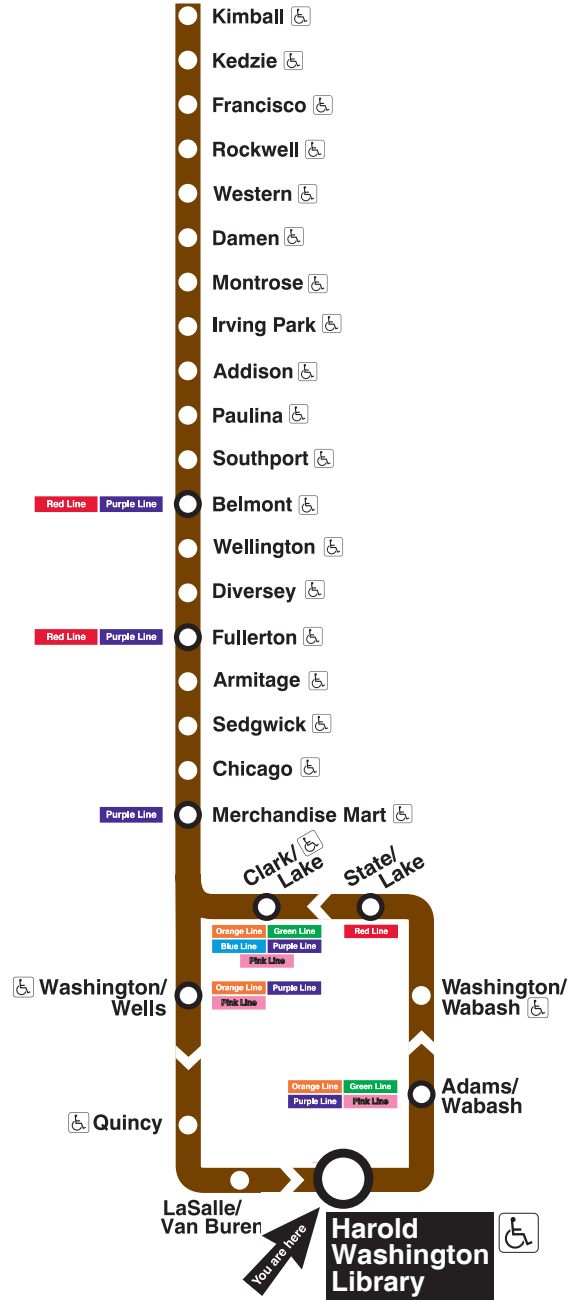 Kimball
Kedzie
Francisco
Rockwell
Western
Damen
Montrose
Irving Park
Addison
Paulina
Southport
Red Line Purple Line Belmont
Wellington
Diversey
Red Line Purple Line Fullerton
Armitage
Sedgwick
Chicago
Purple Line Merchandise Mart
Clark/
Lake
State/
Lake
Orange Line Green Line
Blue Line Purple Line
Pink Line
Red Line
Washington/
Wells
Orange Line Purple Line
Pink Line
Washington/
Wabash
Orange Line Green Line
Purple Line Pink Line
Adams/
Wabash
Quincy
LaSalle/
Van Buren
You are here
Harold
Washington
Library